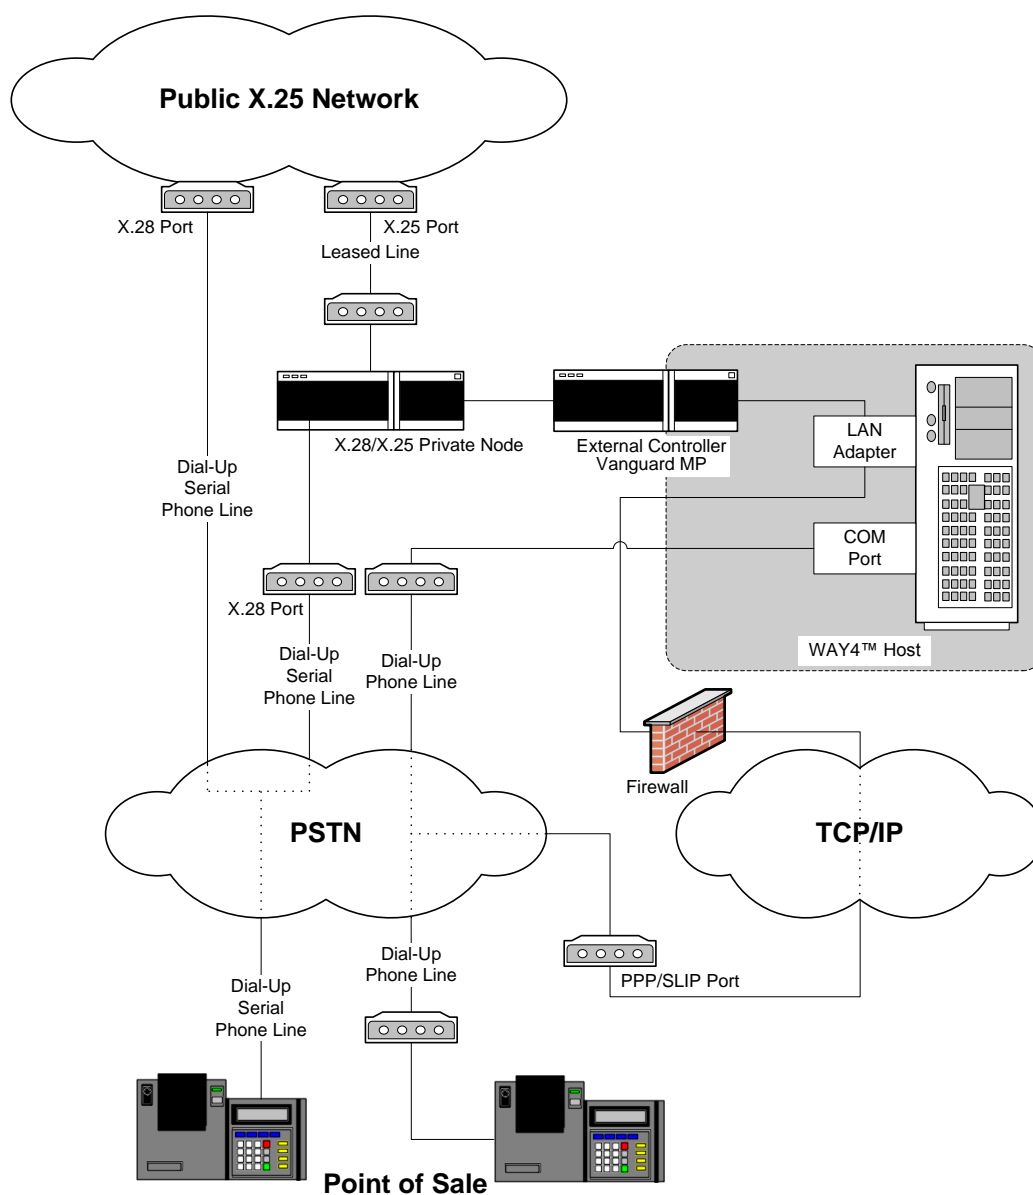 Public X.25 Network
X.28 Port
X.25 Port
Leased Line
X.28/X.25 Private Node
External Controller
Vanguard MP
LAN
Adapter
COM
Port
WAY4™ Host
Dial-Up
Serial
Phone Line
X.28 Port
Dial-Up
Serial
Phone Line
Dial-Up
Phone Line
Firewall
PSTN
TCP/IP
Dial-Up
Phone Line
PPP/SLIP Port
Dial-Up
Serial
Phone Line
Point of Sale